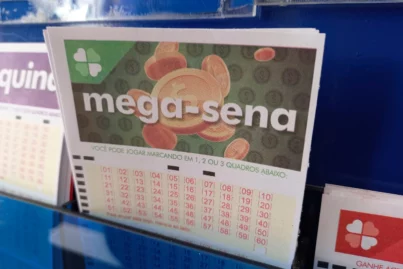 quina
mega-sena
VOCÊ PODE JOGAR MARCANDO EM 1, 2 OU 3 QUADROS ABAIXO
01 02 03 04 05 06 07 08 09 10
11 12 13 14 15 16 17 18 19 20
21 22 23 24 25 26 27 28 29 30
31 32 33 34 35 36 37 38 39 40
41 42 43 44 45 46 47 48 49 50
51 52 53 54 55 56 57 58 59 60
GANHE